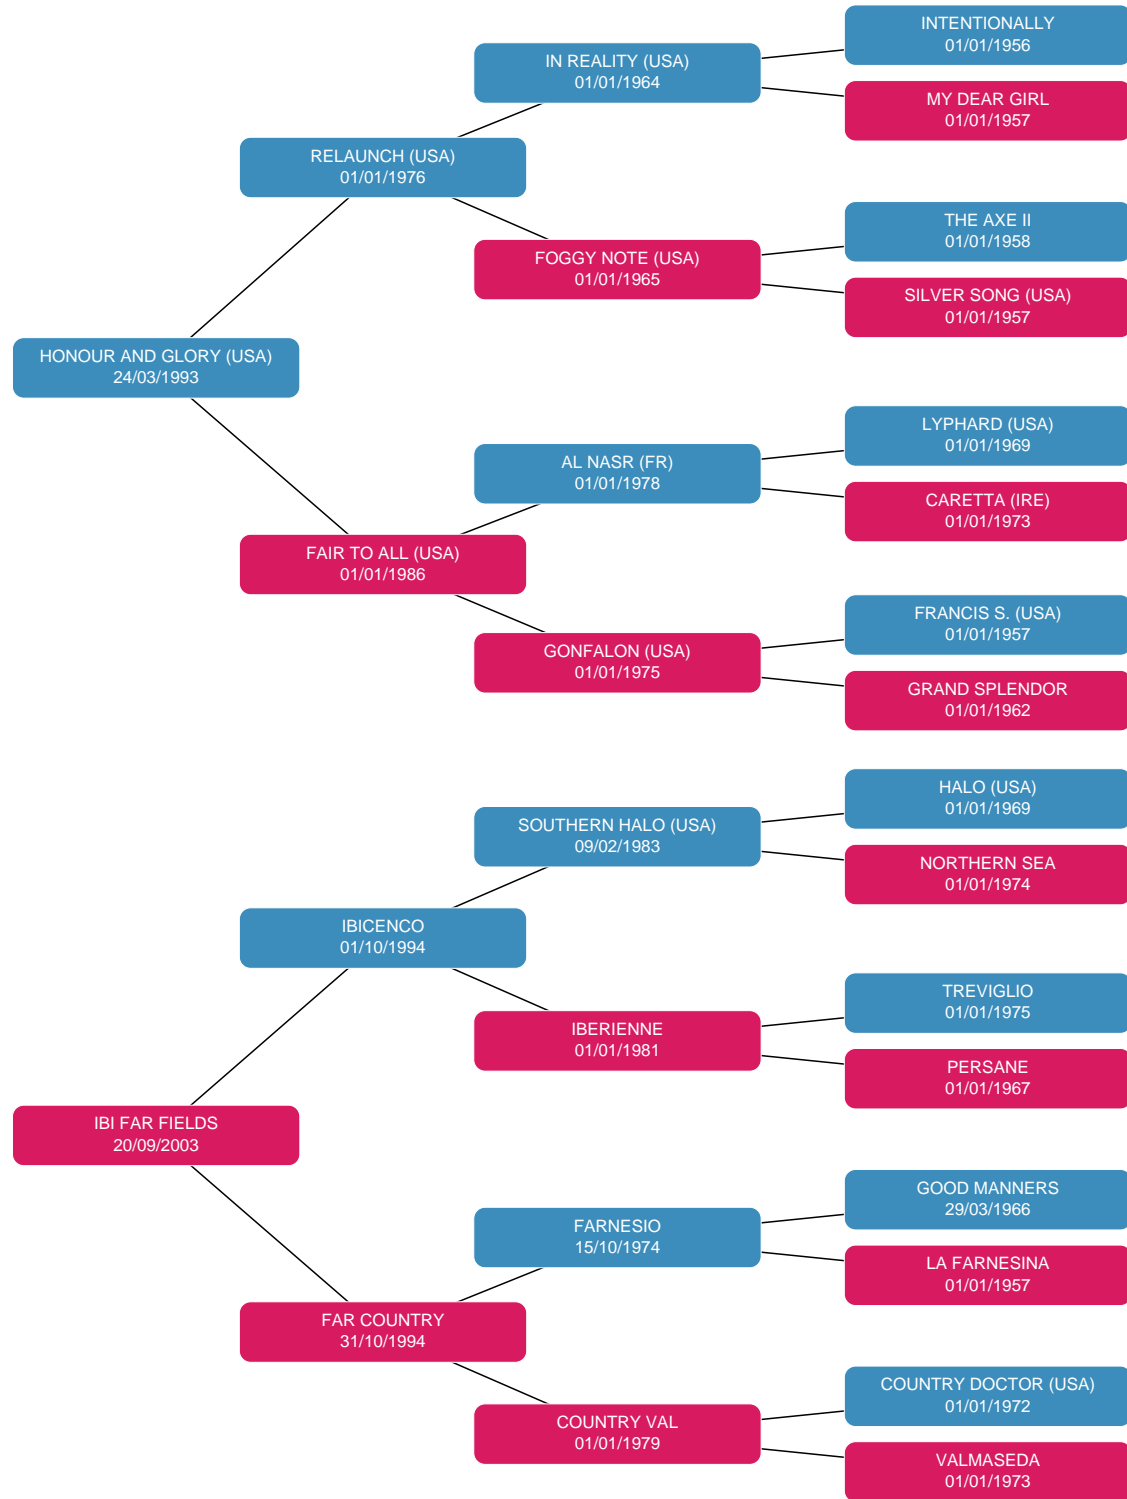 INTENTIONALLY
01/01/1956
IN REALITY (USA)
01/01/1964
MY DEAR GIRL
01/01/1957
RELAUNCH (USA)
01/01/1976
THE AXE II
01/01/1958
FOGGY NOTE (USA)
01/01/1965
SILVER SONG (USA)
01/01/1957
HONOUR AND GLORY (USA)
24/03/1993
LYPHARD (USA)
01/01/1969
AL NASR (FR)
01/01/1978
CARETTA (IRE)
01/01/1973
FAIR TO ALL (USA)
01/01/1986
FRANCIS S. (USA)
01/01/1957
GONFALON (USA)
01/01/1975
GRAND SPLENDOR
01/01/1962
HALO (USA)
01/01/1969
SOUTHERN HALO (USA)
09/02/1983
NORTHERN SEA
01/01/1974
IBICENCO
01/10/1994
TREVIGLIO
01/01/1975
IBERIENNE
01/01/1981
PERSANE
01/01/1967
IBI FAR FIELDS
20/09/2003
GOOD MANNERS
29/03/1966
FARNESIO
15/10/1974
LA FARNESINA
01/01/1957
FAR COUNTRY
31/10/1994
COUNTRY DOCTOR (USA)
01/01/1972
COUNTRY VAL
01/01/1979
VALMASEDA
01/01/1973